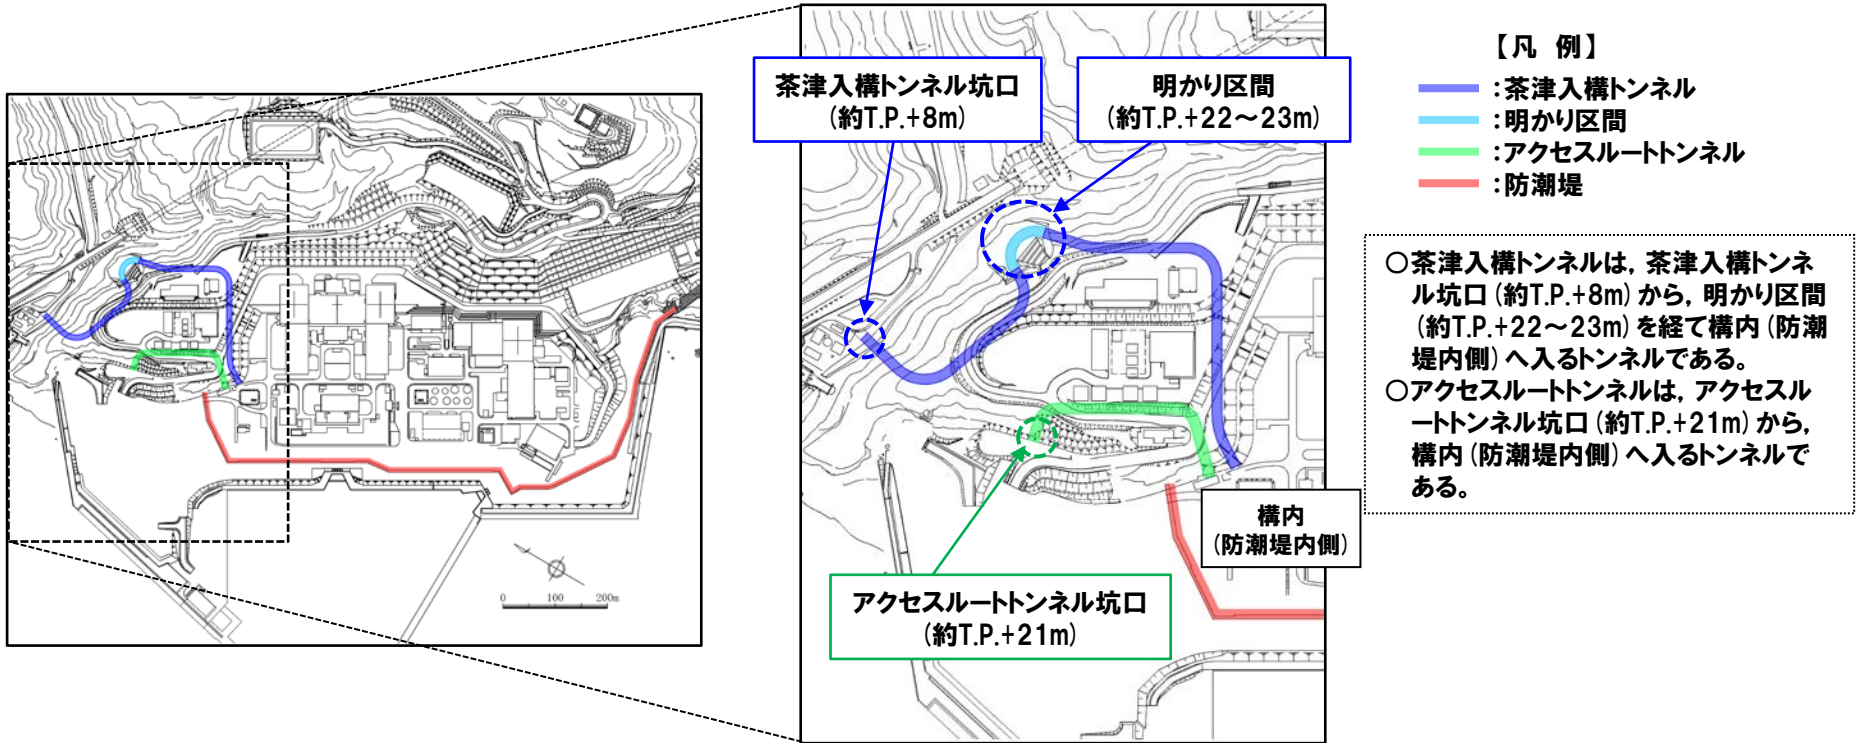 茶津入構トンネル坑口
(約T.P.+8m)
明かり区間
(約T.P.+22~23m)
【凡 例】
:茶津入構トンネル
:明かり区間
:アクセスルートトンネル
:防潮堤
○茶津入構トンネルは，茶津入構トンネ
ル坑口(約T.P.+8m)から，明かり区間
(約T.P.+22~23m)を経て構内(防潮
堤内側)へ入るトンネルである。
○アクセスルートトンネルは，アクセスル
ートトンネル坑口(約T.P.+21m)から，
構内(防潮堤内側)へ入るトンネルで
ある。
構内
(防潮堤内側)
アクセスルートトンネル坑口
(約T.P.+21m)
0 100 200m